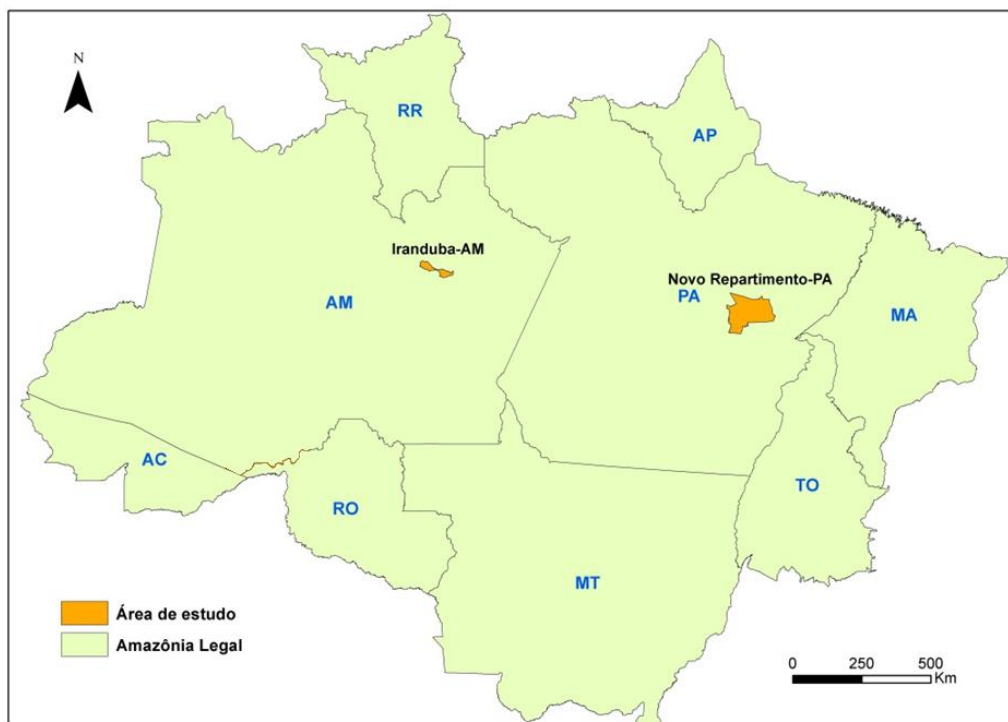 N
RR
AP
Iranduba-AM
Novo Repartimento-PA
AM
PA
MA
AC
RO
TO
MT
Área de estudo
Amazônia Legal
0 250 500
Km